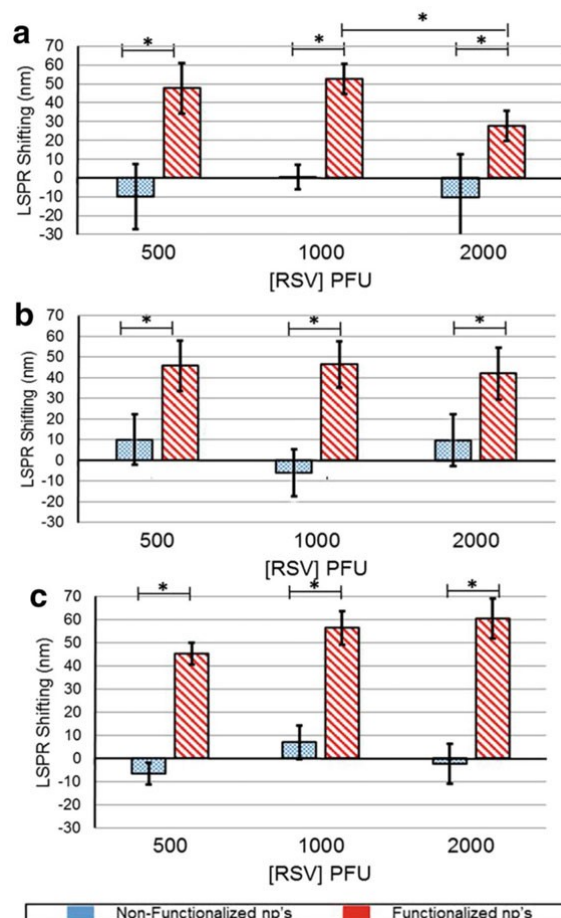 a
* * * *
LSPR Shifting (nm)
70
60
50
40
30
20
10
0
-10
-20
-30
500 1000 2000
[RSV] PFU
b
* * *
LSPR Shifting (nm)
70
60
50
40
30
20
10
0
-10
-20
-30
500 1000 2000
[RSV] PFU
c
* * *
LSPR Shifting (nm)
70
60
50
40
30
20
10
0
-10
-20
-30
500 1000 2000
[RSV] PFU
Non-Functionalized np's Functionalized np's